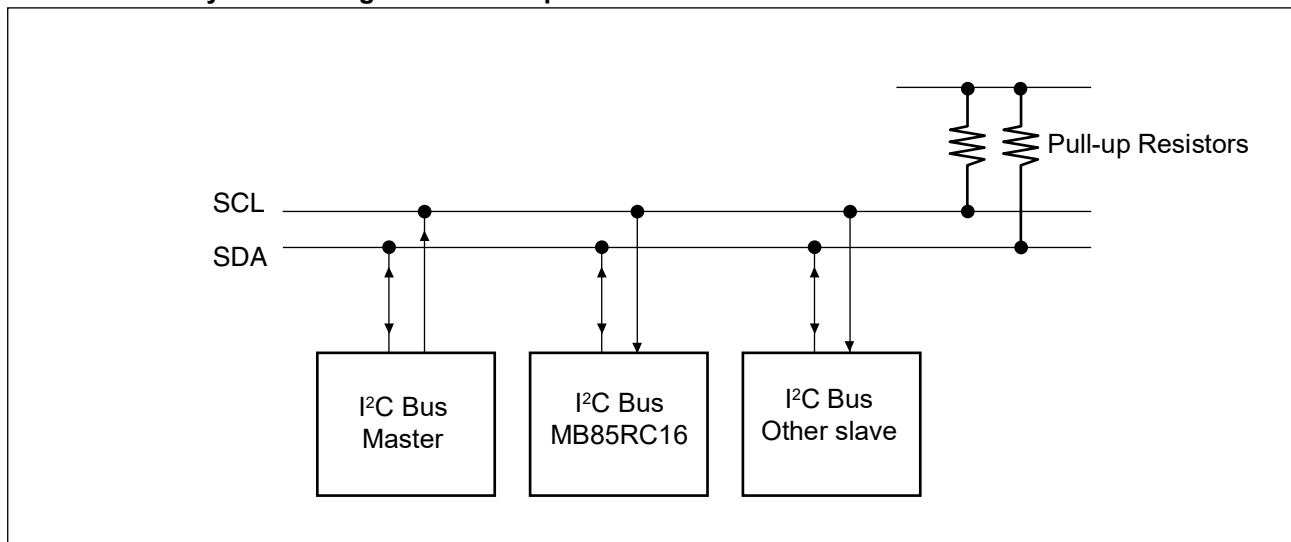 Pull-up Resistors
SCL
SDA
I²C Bus
Master
I²C Bus
MB85RC16
I²C Bus
Other slave